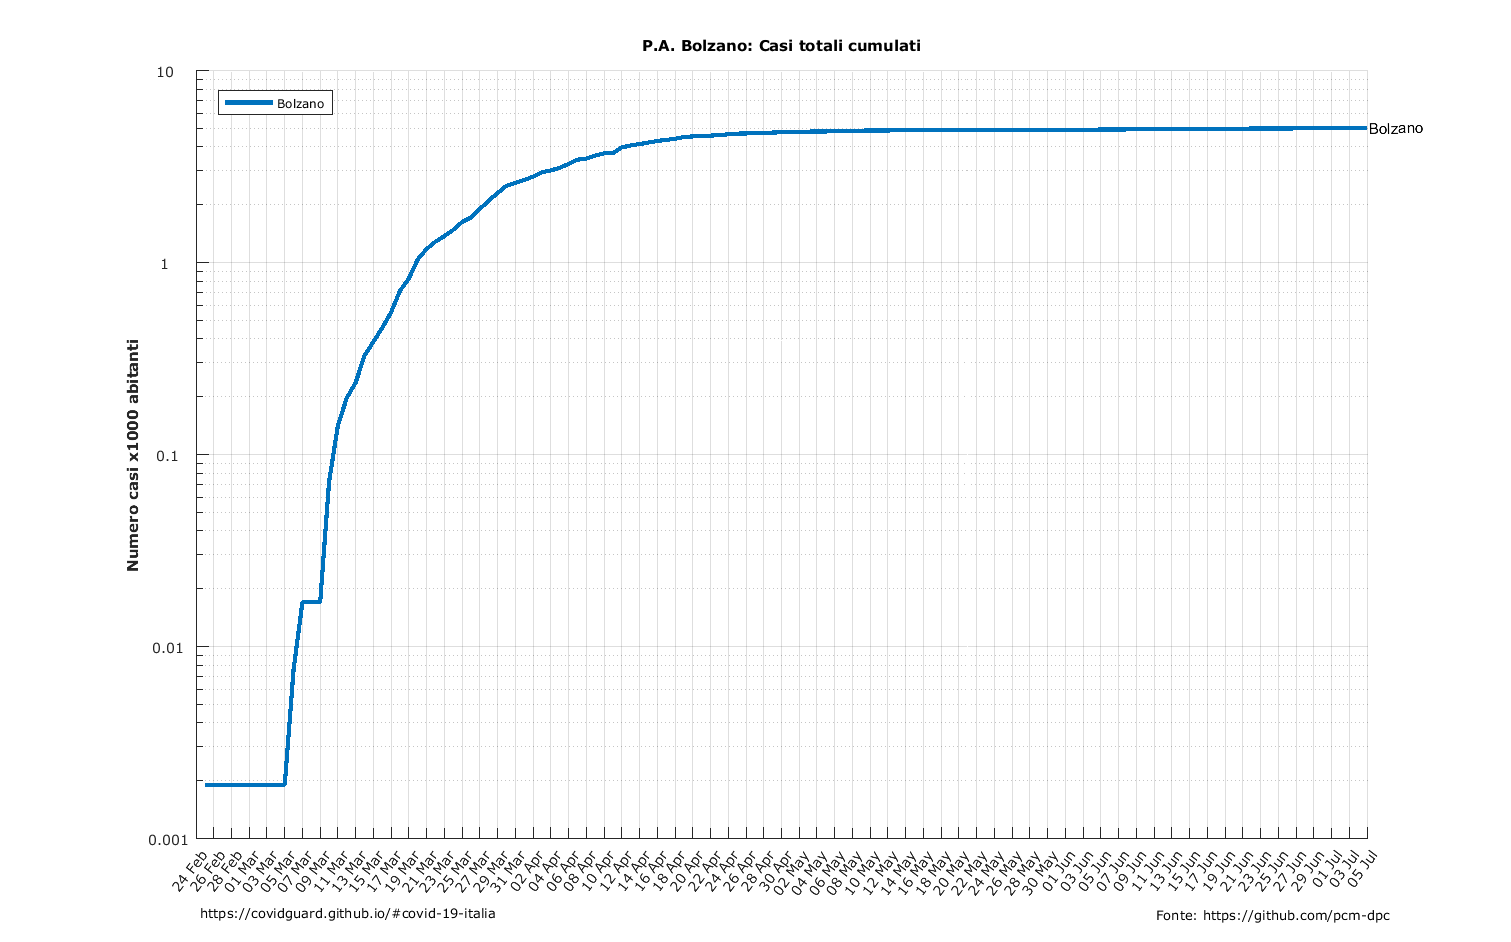 P.A. Bolzano: Casi totali cumulati
10
1
0.1
0.01
0.001
Numero casi x1000 abitanti
Bolzano
Bolzano
24 Feb
26 Feb
28 Feb
01 Mar
03 Mar
05 Mar
07 Mar
09 Mar
11 Mar
13 Mar
15 Mar
17 Mar
19 Mar
21 Mar
23 Mar
25 Mar
27 Mar
29 Mar
31 Mar
02 Apr
04 Apr
06 Apr
08 Apr
10 Apr
12 Apr
14 Apr
16 Apr
18 Apr
20 Apr
22 Apr
24 Apr
26 Apr
28 Apr
30 Apr
02 May
04 May
06 May
08 May
10 May
12 May
14 May
16 May
18 May
20 May
22 May
24 May
26 May
28 May
30 May
01 Jun
03 Jun
05 Jun
07 Jun
09 Jun
11 Jun
13 Jun
15 Jun
17 Jun
19 Jun
21 Jun
23 Jun
25 Jun
27 Jun
29 Jun
01 Jul
03 Jul
05 Jul
https://covidguard.github.io/#covid-19-italia
Fonte: https://github.com/pcm-dpc